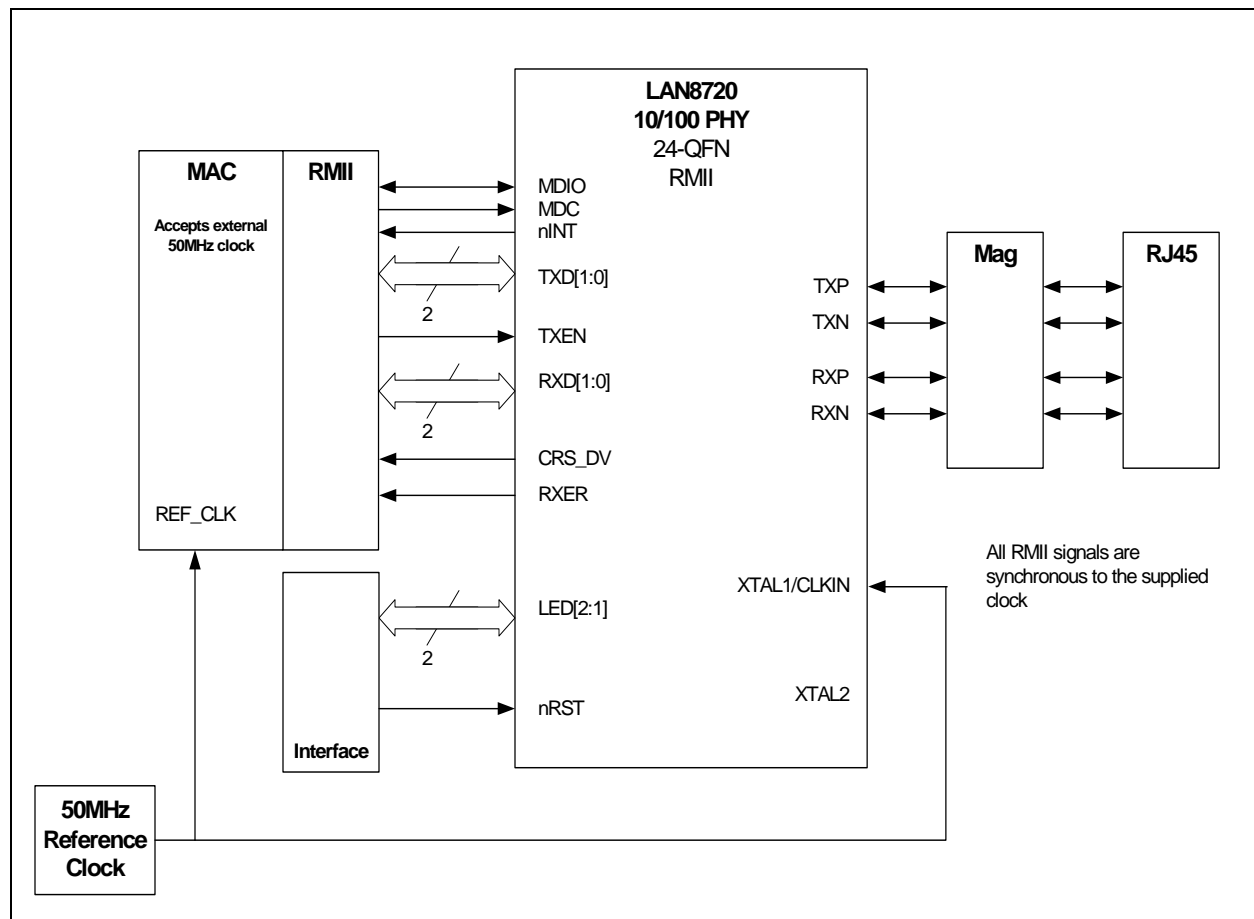 LAN8720
10/100 PHY
24-QFN
RMII
MAC
RMII
Accepts external
50MHz clock
REF_CLK
MDIO
MDC
nINT
TXD[1:0]
2
TXEN
RXD[1:0]
2
CRS_DV
RXER
LED[2:1]
2
nRST
Interface
TXP
TXN
RXP
RXN
XTAL1/CLKIN
XTAL2
Mag
RJ45
All RMII signals are
synchronous to the supplied
clock
50MHz
Reference
Clock